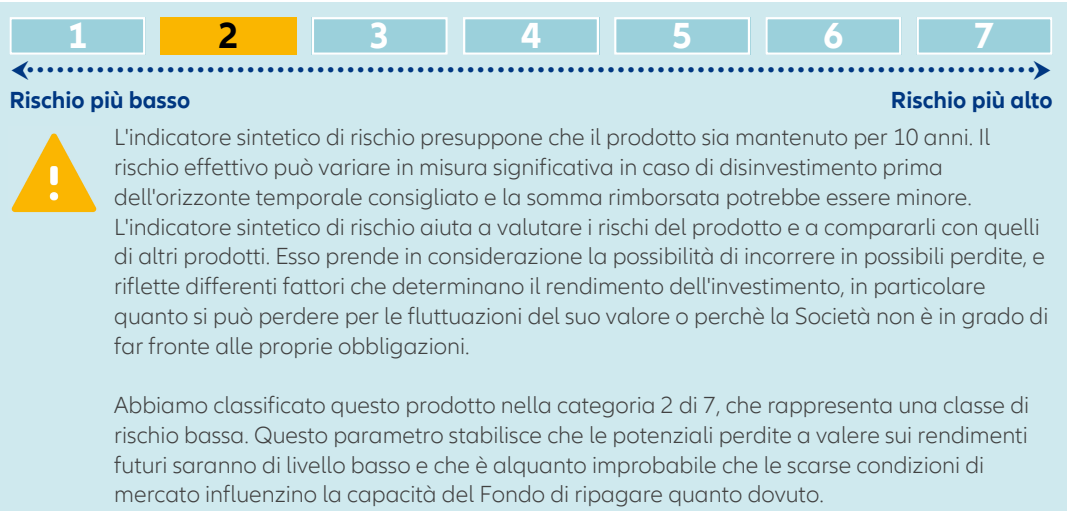 1 2 3 4 5 6 7
Rischio più basso Rischio più alto
L'indicatore sintetico di rischio presuppone che il prodotto sia mantenuto per 10 anni. Il
rischio effettivo può variare in misura significativa in caso di disinvestimento prima
dell'orizzonte temporale consigliato e la somma rimborsata potrebbe essere minore.
L'indicatore sintetico di rischio aiuta a valutare i rischi del prodotto e a compararli con quelli
di altri prodotti. Esso prende in considerazione la possibilità di incorrere in possibili perdite, e
riflette differenti fattori che determinano il rendimento dell'investimento, in particolare
quanto si può perdere per le fluttuazioni del suo valore o perchè la Società non è in grado di
far fronte alle proprie obbligazioni.
Abbiamo classificato questo prodotto nella categoria 2 di 7, che rappresenta una classe di
rischio bassa. Questo parametro stabilisce che le potenziali perdite a valere sui rendimenti
futuri saranno di livello basso e che è alquanto improbabile che le scarse condizioni di
mercato influenzino la capacità del Fondo di ripagare quanto dovuto.